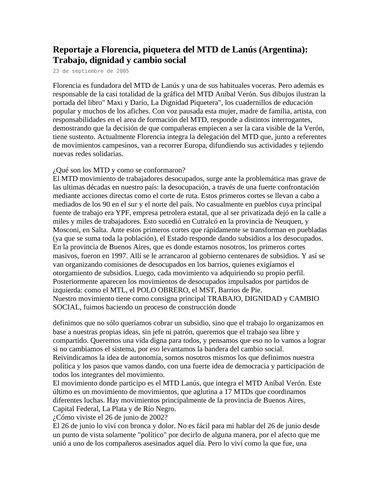 Reportaje a Florencia, piquetera del MTD de Lanús (Argentina):
Trabajo, dignidad y cambio social
23 de septiembre de 2005
Florencia es fundadora del MTD de Lanús y una de sus habituales voceras. Pero además es
responsable de la casi totalidad de la gráfica del MTD Aníbal Verón. Sus dibujos ilustran la
portada del libro" Maxi y Darío, La Dignidad Piquetera", los cuadernillos de educación
popular y muchos de los afiches. Con voz pausada esta mujer, madre de familia, artista, con
responsabilidades en el area de formación del MTD, responde a distintos interrogantes,
demostrando que la decisión de que compañeras empiecen a ser la cara visible de la Verón,
tiene sustento. Actualmente Florencia integra la delegación del MTD que, junto a referentes
de movimientos campesinos, van a recorrer Europa, difundiendo sus actividades y tejiendo
nuevas redes solidarias.
¿Qué son los MTD y como se conformaron?
El MTD movimiento de trabajadores desocupados, surge ante la problemática mas grave de
las ultimas décadas en nuestro país: la desocupación, a través de una fuerte confrontación
mediante acciones directas como el corte de ruta. Estos primeros cortes se llevan a cabo a
mediados de los 90 en el sur y el norte del país. No casualmente en pueblos cuya principal
fuente de trabajo era YPF, empresa petrolera estatal, que al ser privatizada dejó en la calle a
miles y miles de trabajadores. Esto sucedió en Cutralcó en la provincia de Neuquen, y
Mosconi, en Salta. Ante estos primeros cortes que rápidamente se transforman en puebladas
(ya que se suma toda la población), el Estado responde dando subsidios a los desocupados.
En la provincia de Buenos Aires, que es donde estamos nosotros, los primeros cortes
masivos, fueron en 1997. Allí se le arrancaron al gobierno centenares de subsidios. Y así se
van organizando comisiones de desocupados en los barrios, quienes exigíamos el
otorgamiento de subsidios. Luego, cada movimiento va adquiriendo su propio perfil.
Posteriormente aparecen los movimientos de desocupados impulsados por partidos de
izquierda: como el MTL, el POLO OBRERO, el MST, Barrios de Pie.
Nuestro movimiento tiene como consigna principal TRABAJO, DIGNIDAD y CAMBIO
SOCIAL, fuimos haciendo un proceso de construcción donde
definimos que no sólo queríamos cobrar un subsidio, sino que el trabajo lo organizamos en
base a nuestras propias ideas, sin jefe ni patrón, queremos que el trabajo sea libre y
compartido. Queremos una vida digna para todos, y pensamos que eso no lo vamos a lograr
si no cambiamos el sistema, por eso levantamos la bandera del cambio social.
Reivindicamos la idea de autonomía, somos nosotros mismos los que definimos nuestra
política y los pasos que vamos dando, con una fuerte idea de democracia y participación de
todos los integrantes del movimiento.
El movimiento donde participo es el MTD Lanús, que integra el MTD Aníbal Verón. Este
último es un movimiento de movimientos, que aglutina a 17 MTDs que coordinamos
diferentes luchas. Hay movimientos principalmente de la provincia de Buenos Aires,
Capital Federal, La Plata y de Río Negro.
¿Cómo viviste el 26 de junio de 2002?
El 26 de junio lo viví con bronca y dolor. No es fácil para mi hablar del 26 de junio desde
un punto de vista solamente "político" por decirlo de alguna manera, por el afecto que me
unió a uno de los compañeros asesinados aquel día. Pero lo viví como la que fue, una